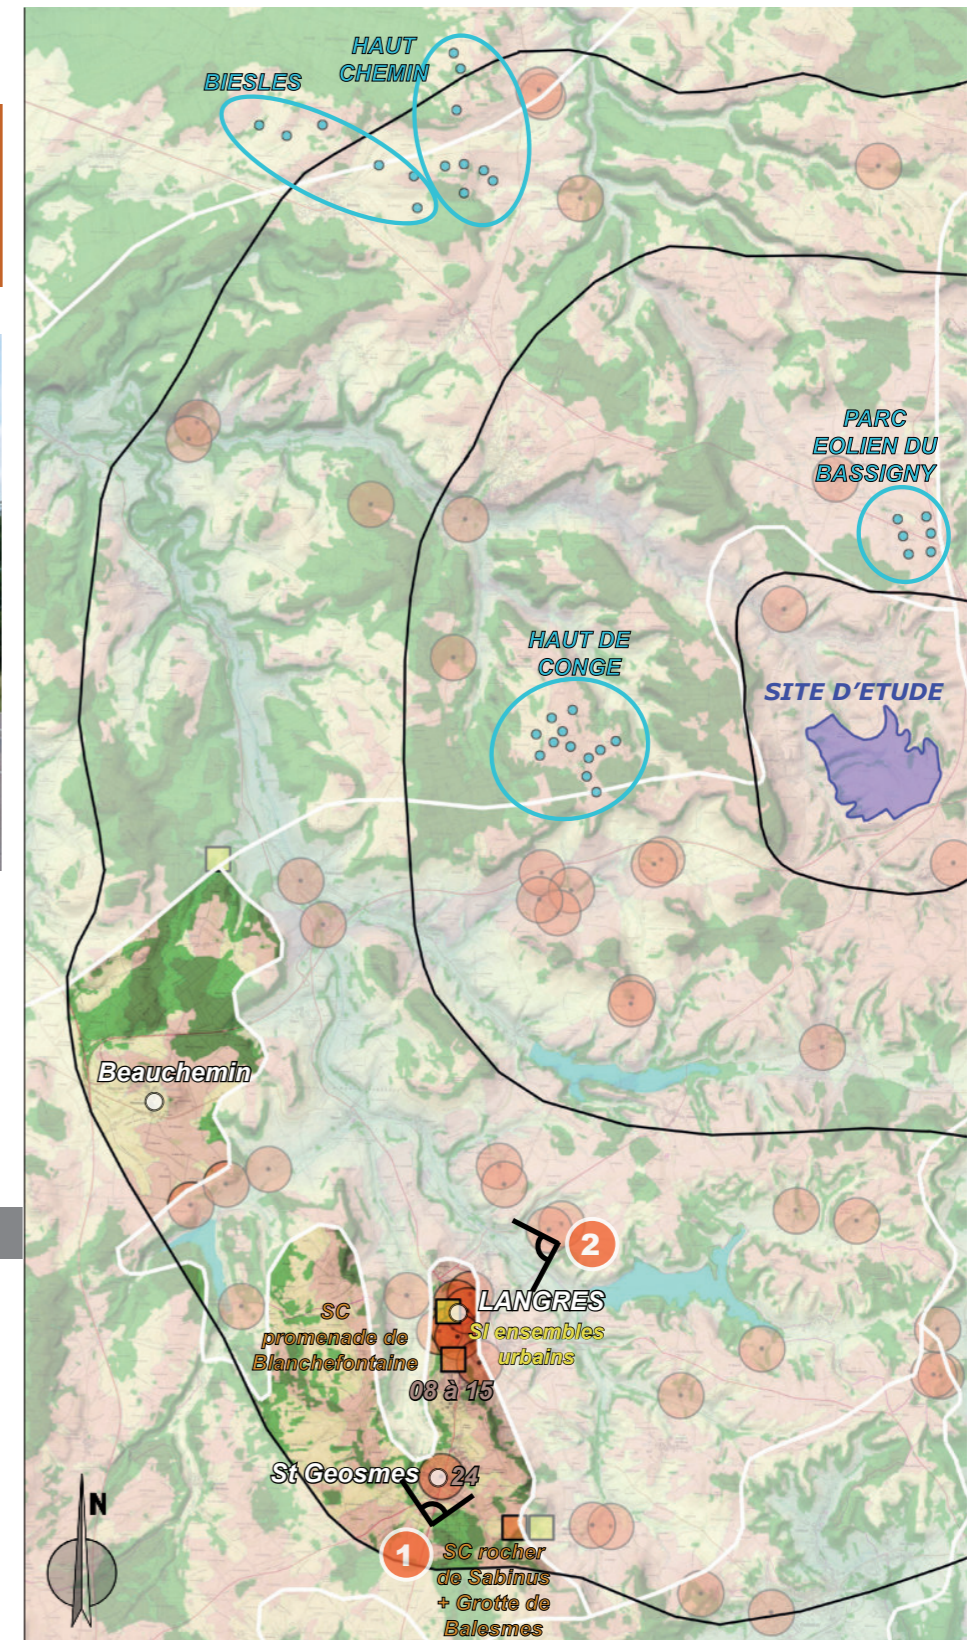 HAUT
CHEMIN
BIESLES
PARC
EOLIEN DU
BASSIGNY
HAUT DE
CONGE
SITE D'ETUDE
Beauchemin
2
LANGRES
SI ensembles
urbains
SC
promenade de
Blanchefontaine
08 à 15
St Geosmes
24
N
1
SC rocher
de Sabinus
+ Grotte de
Balesmes